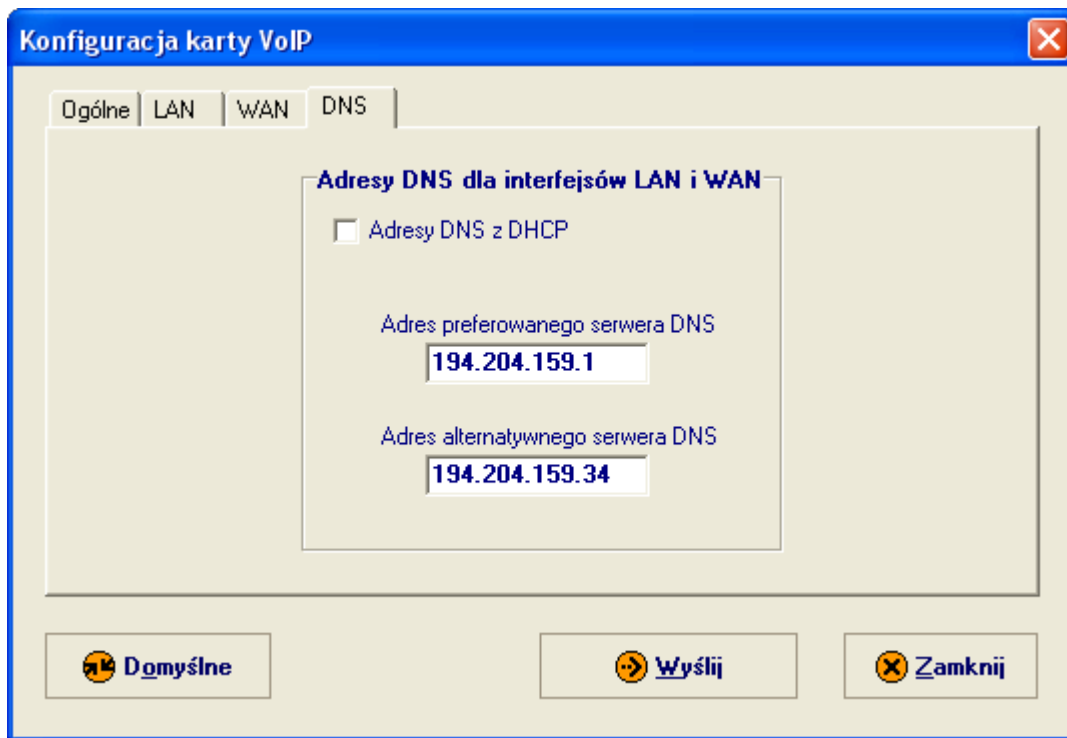 Konfiguracja karty VoIP
Ogólne LAN WAN DNS
Adresy DNS dla interfejsów LAN i WAN
Adresy DNS z DHCP
Adres preferowanego serwera DNS
194.204.159.1
Adres alternatywnego serwera DNS
194.204.159.34
Domyślne Wyślij Zamknij